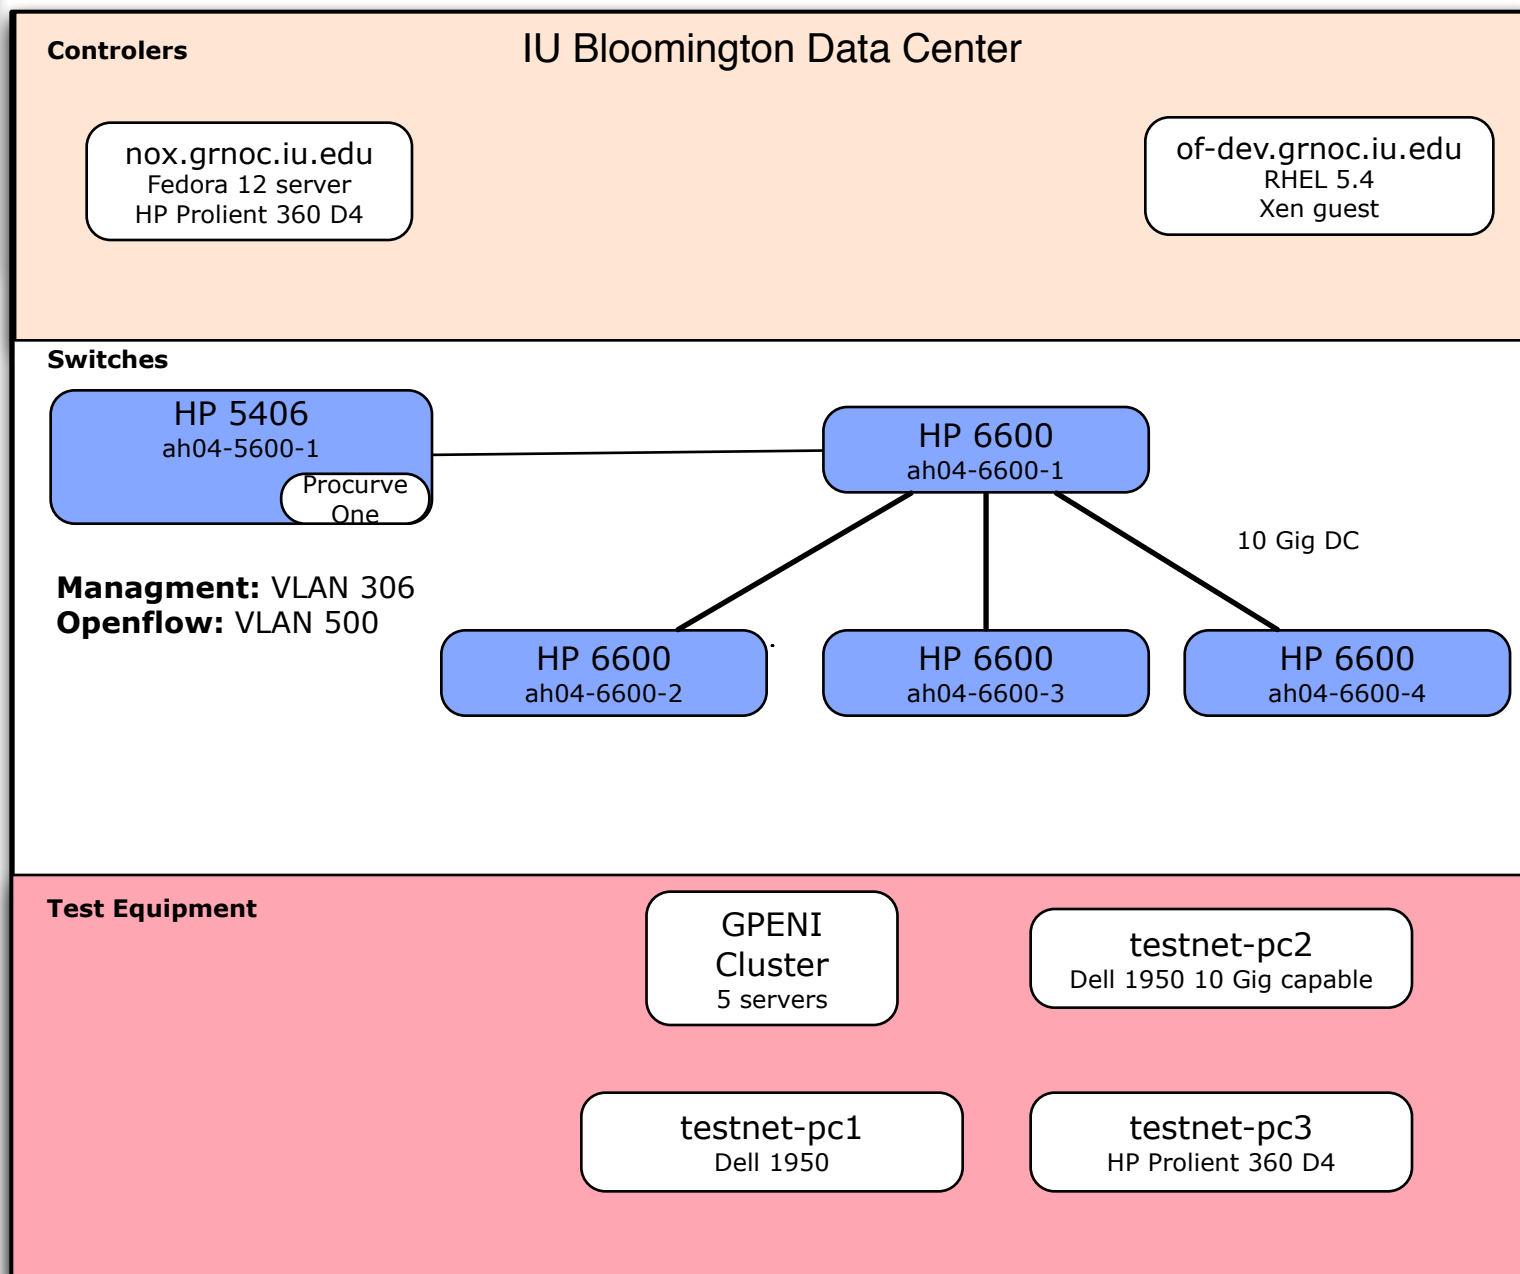 Controlers
IU Bloomington Data Center
nox.grnoc.iu.edu
Fedora 12 server
HP Prolient 360 D4
of-dev.grnoc.iu.edu
RHEL 5.4
Xen guest
Switches
HP 5406
ah04-5600-1
Procurve
One
HP 6600
ah04-6600-1
10 Gig DC
Managment: VLAN 306
Openflow: VLAN 500
HP 6600
ah04-6600-2
HP 6600
ah04-6600-3
HP 6600
ah04-6600-4
Test Equipment
GPENI
Cluster
5 servers
testnet-pc2
Dell 1950 10 Gig capable
testnet-pc1
Dell 1950
testnet-pc3
HP Prolient 360 D4